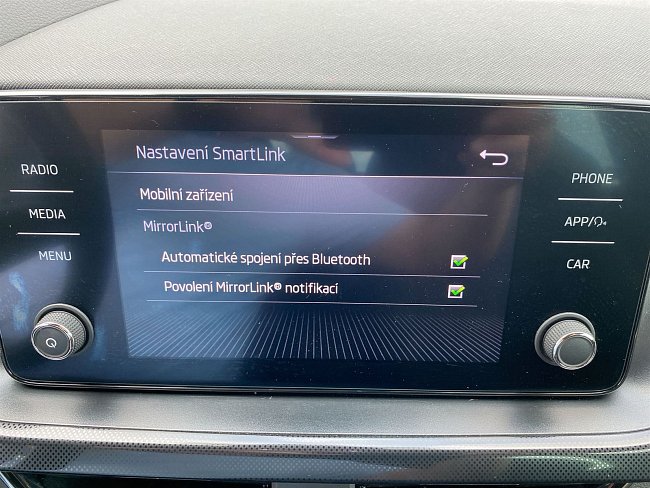 Nastavení SmartLink
RADIO
PHONE
Mobilní zařízení
MEDIA
APP/
MirrorLink®
MENU
Automatické spojení přes Bluetooth
CAR
Povolení MirrorLink® notifikací